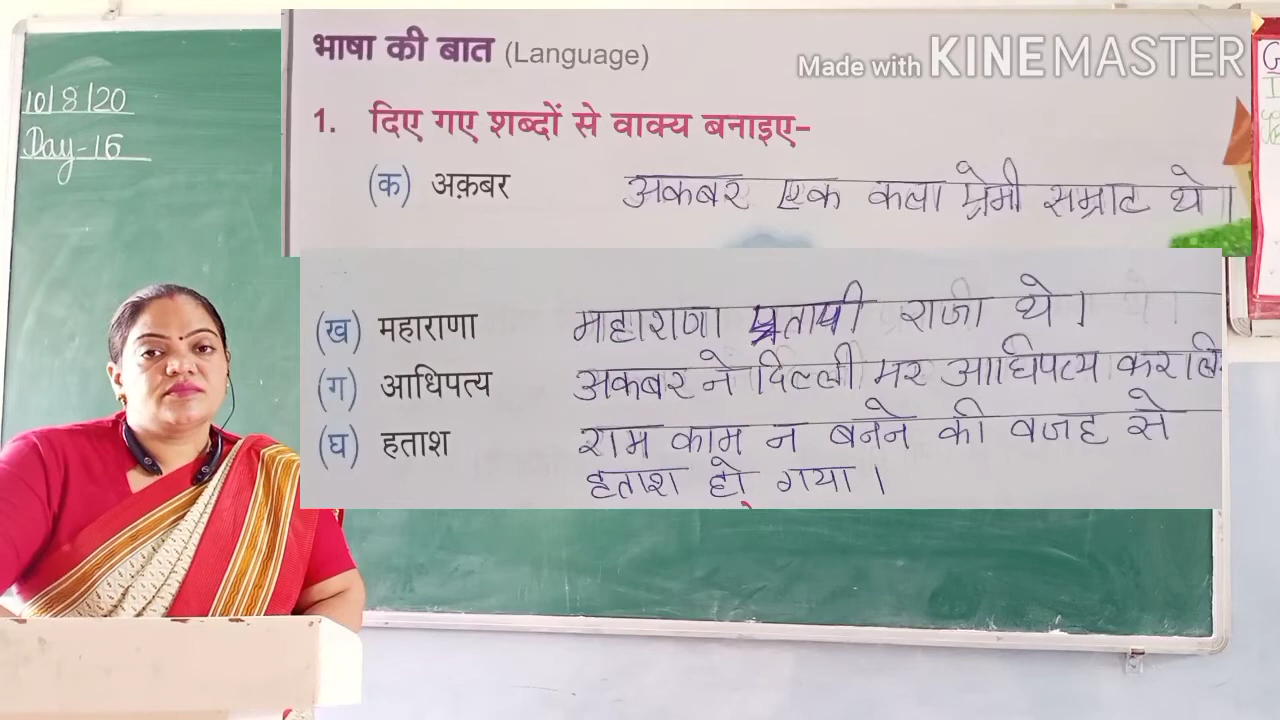 10/8/20
Day-16
भाषा की बात (Language)
Made with KINEMASTER
1. दिए गए शब्दों से वाक्य बनाइए-
(क) अक़बर अकबर एक कला प्रेमी सम्राट थे।
(ख) महाराणा माहाराणा प्रतापी राजा थे।
(ग) आधिपत्य अकबर ने दिल्ली पर आधिपत्य कर लि
(घ) हताश राम काम न बनने की वजह से
हताश हो गया।